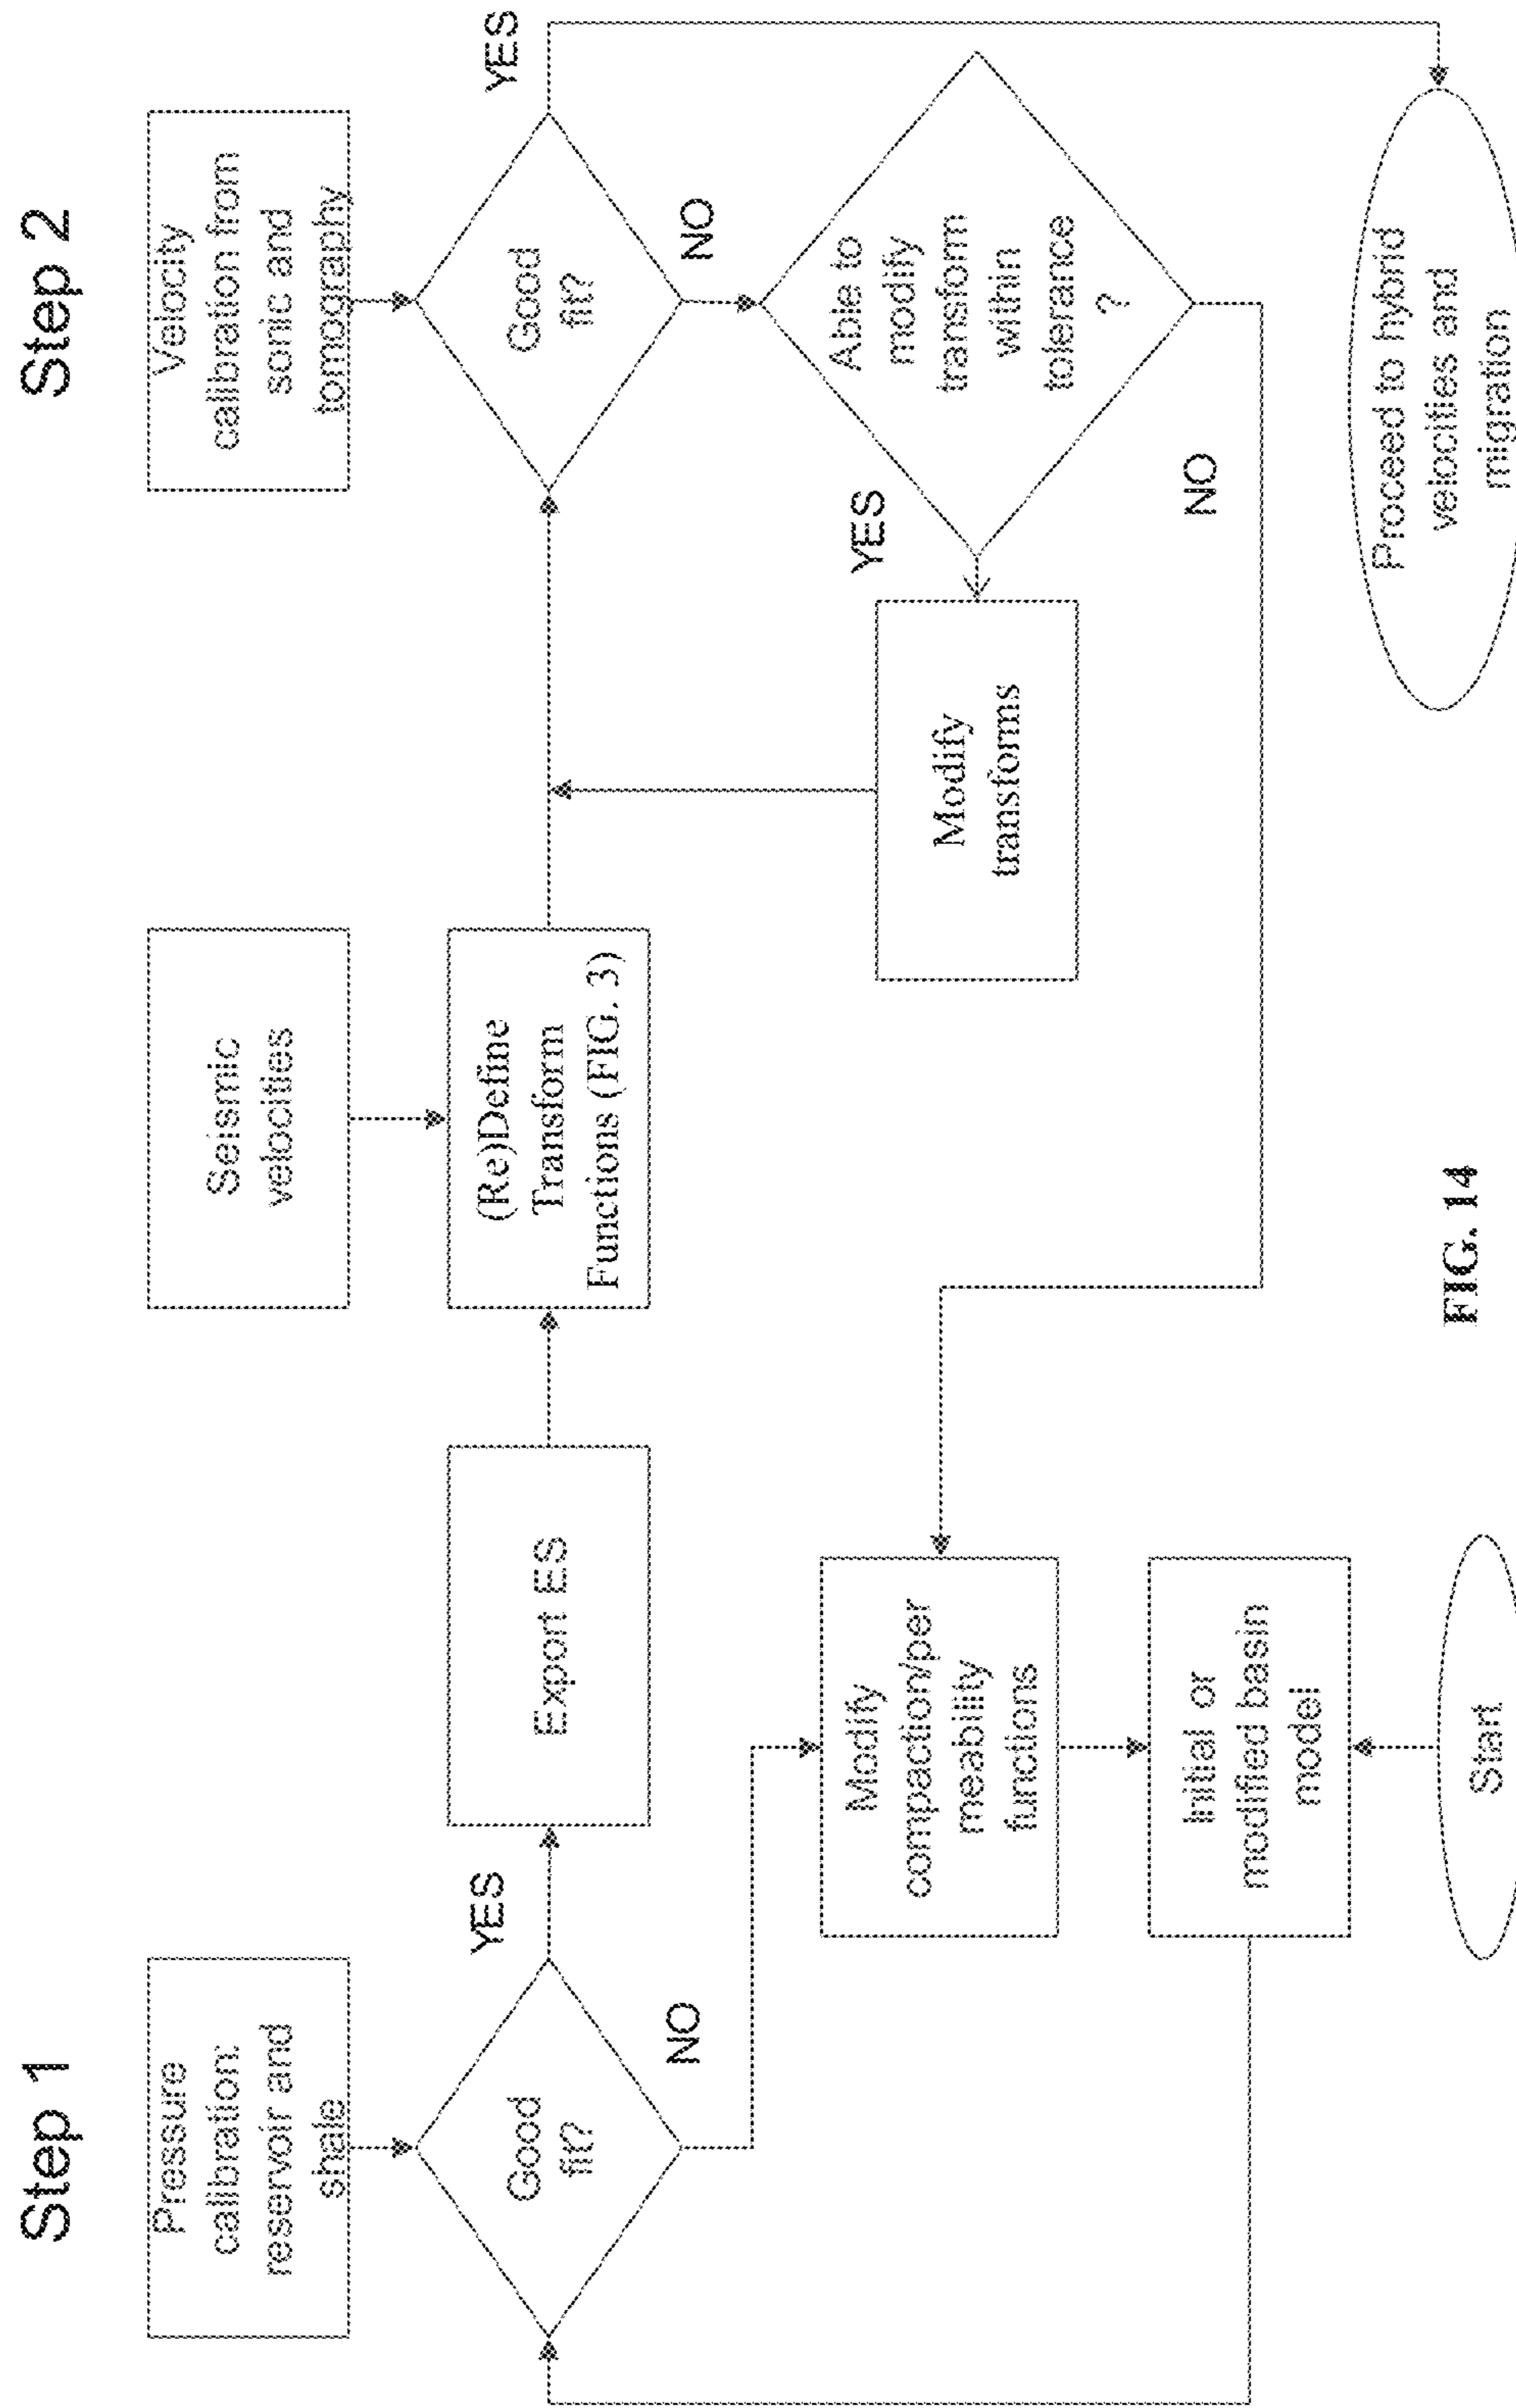 Step 1
Step 2
Pressure
calibration:
reservoir and
shale
Seismic
velocities
Velocity
calibration from
sonic and
tomography
Good
fit?
YES
NO
Export ES
(Re)Define
Transform
Functions (FIG. 3)
Good
fit?
YES
NO
Able to
modify
transform
within
tolerance
?
YES
NO
Modify
transforms
Modify
compaction/per
meability
functions
Initial or
modified basin
model
Start
Proceed to hybrid
velocities and
migration
FIG. 14